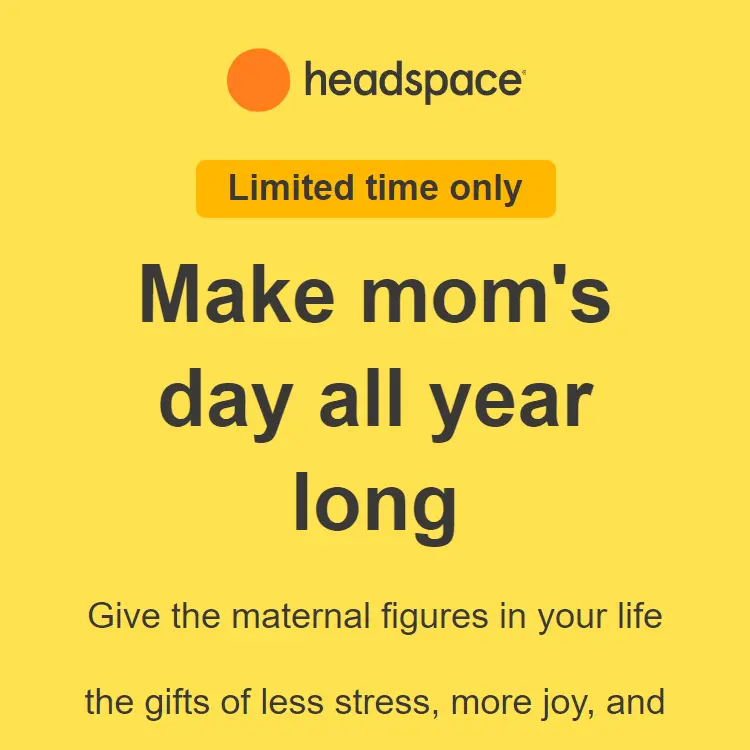 headspace
Limited time only
Make mom's
day all year
long
Give the maternal figures in your life
the gifts of less stress, more joy, and